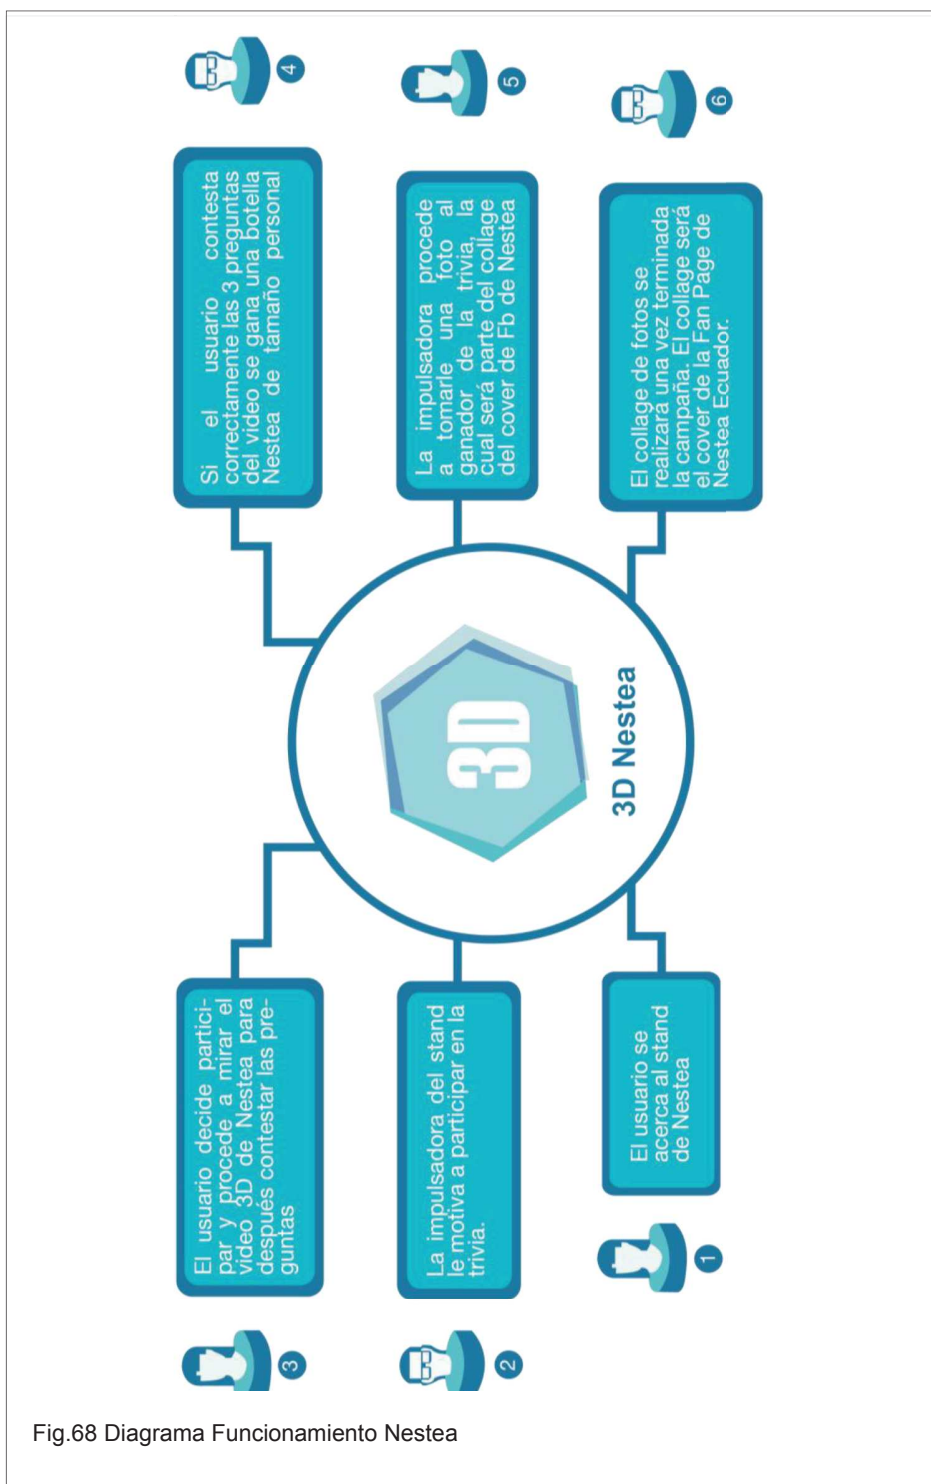 El usuario decide partici-
par y procede a mirar el
video 3D de Nestea para
después contestar las pre-
guntas
3
La impulsadora del stand
le motiva a participar en la
trivia.
2
El usuario se
acerca al stand
de Nestea
1
3D
3D Nestea
Si el usuario contesta
correctamente las 3 preguntas
del video se gana una botella
Nestea de tamaño personal
4
La impulsadora procede
a tomarle una foto al
ganador de la trivia, la
cual será parte del collage
del cover de Fb de Nestea
5
El collage de fotos se
realizará una vez terminada
la campaña. El collage será
el cover de la Fan Page de
Nestea Ecuador.
6
Fig.68 Diagrama Funcionamiento Nestea